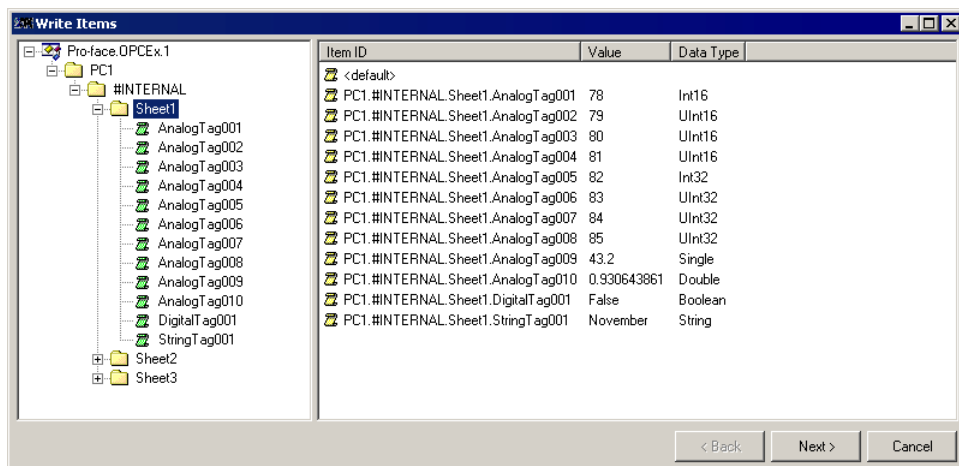 Write Items
Pro-face.OPCEx.1
PC1
#INTERNAL
Sheet1
AnalogTag001
AnalogTag002
AnalogTag003
AnalogTag004
AnalogTag005
AnalogTag006
AnalogTag007
AnalogTag008
AnalogTag009
AnalogTag010
DigitalTag001
StringTag001
Sheet2
Sheet3
Item ID Value Data Type
<default>
PC1.#INTERNAL.Sheet1.AnalogTag001 78 Int16
PC1.#INTERNAL.Sheet1.AnalogTag002 79 UInt16
PC1.#INTERNAL.Sheet1.AnalogTag003 80 UInt16
PC1.#INTERNAL.Sheet1.AnalogTag004 81 UInt16
PC1.#INTERNAL.Sheet1.AnalogTag005 82 Int32
PC1.#INTERNAL.Sheet1.AnalogTag006 83 UInt32
PC1.#INTERNAL.Sheet1.AnalogTag007 84 UInt32
PC1.#INTERNAL.Sheet1.AnalogTag008 85 UInt32
PC1.#INTERNAL.Sheet1.AnalogTag009 43.2 Single
PC1.#INTERNAL.Sheet1.AnalogTag010 0.930643861 Double
PC1.#INTERNAL.Sheet1.DigitalTag001 False Boolean
PC1.#INTERNAL.Sheet1.StringTag001 November String
< Back Next > Cancel